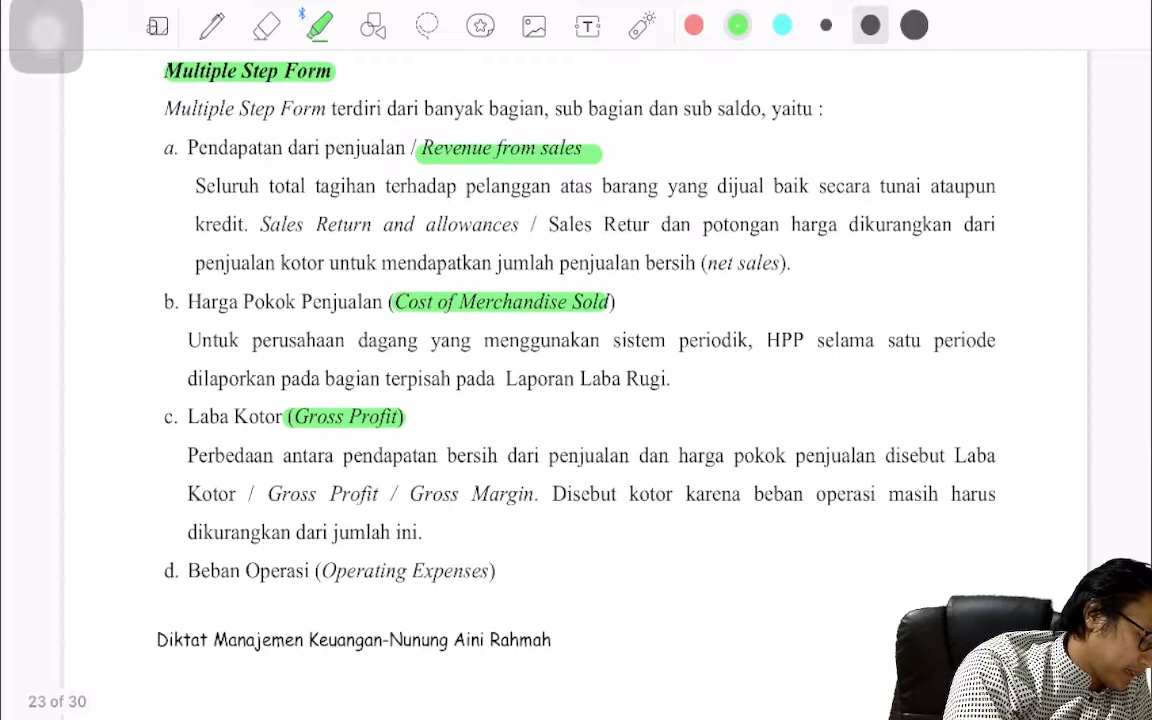 Multiple Step Form
Multiple Step Form terdiri dari banyak bagian, sub bagian dan sub saldo, yaitu :
a. Pendapatan dari penjualan / Revenue from sales
Seluruh total tagihan terhadap pelanggan atas barang yang dijual baik secara tunai ataupun
kredit. Sales Return and allowances / Sales Retur dan potongan harga dikurangkan dari
penjualan kotor untuk mendapatkan jumlah penjualan bersih (net sales).
b. Harga Pokok Penjualan (Cost of Merchandise Sold)
Untuk perusahaan dagang yang menggunakan sistem periodik, HPP selama satu periode
dilaporkan pada bagian terpisah pada Laporan Laba Rugi.
c. Laba Kotor (Gross Profit)
Perbedaan antara pendapatan bersih dari penjualan dan harga pokok penjualan disebut Laba
Kotor / Gross Profit / Gross Margin. Disebut kotor karena beban operasi masih harus
dikurangkan dari jumlah ini.
d. Beban Operasi (Operating Expenses)
Diktat Manajemen Keuangan-Nunung Aini Rahmah
23 of 30